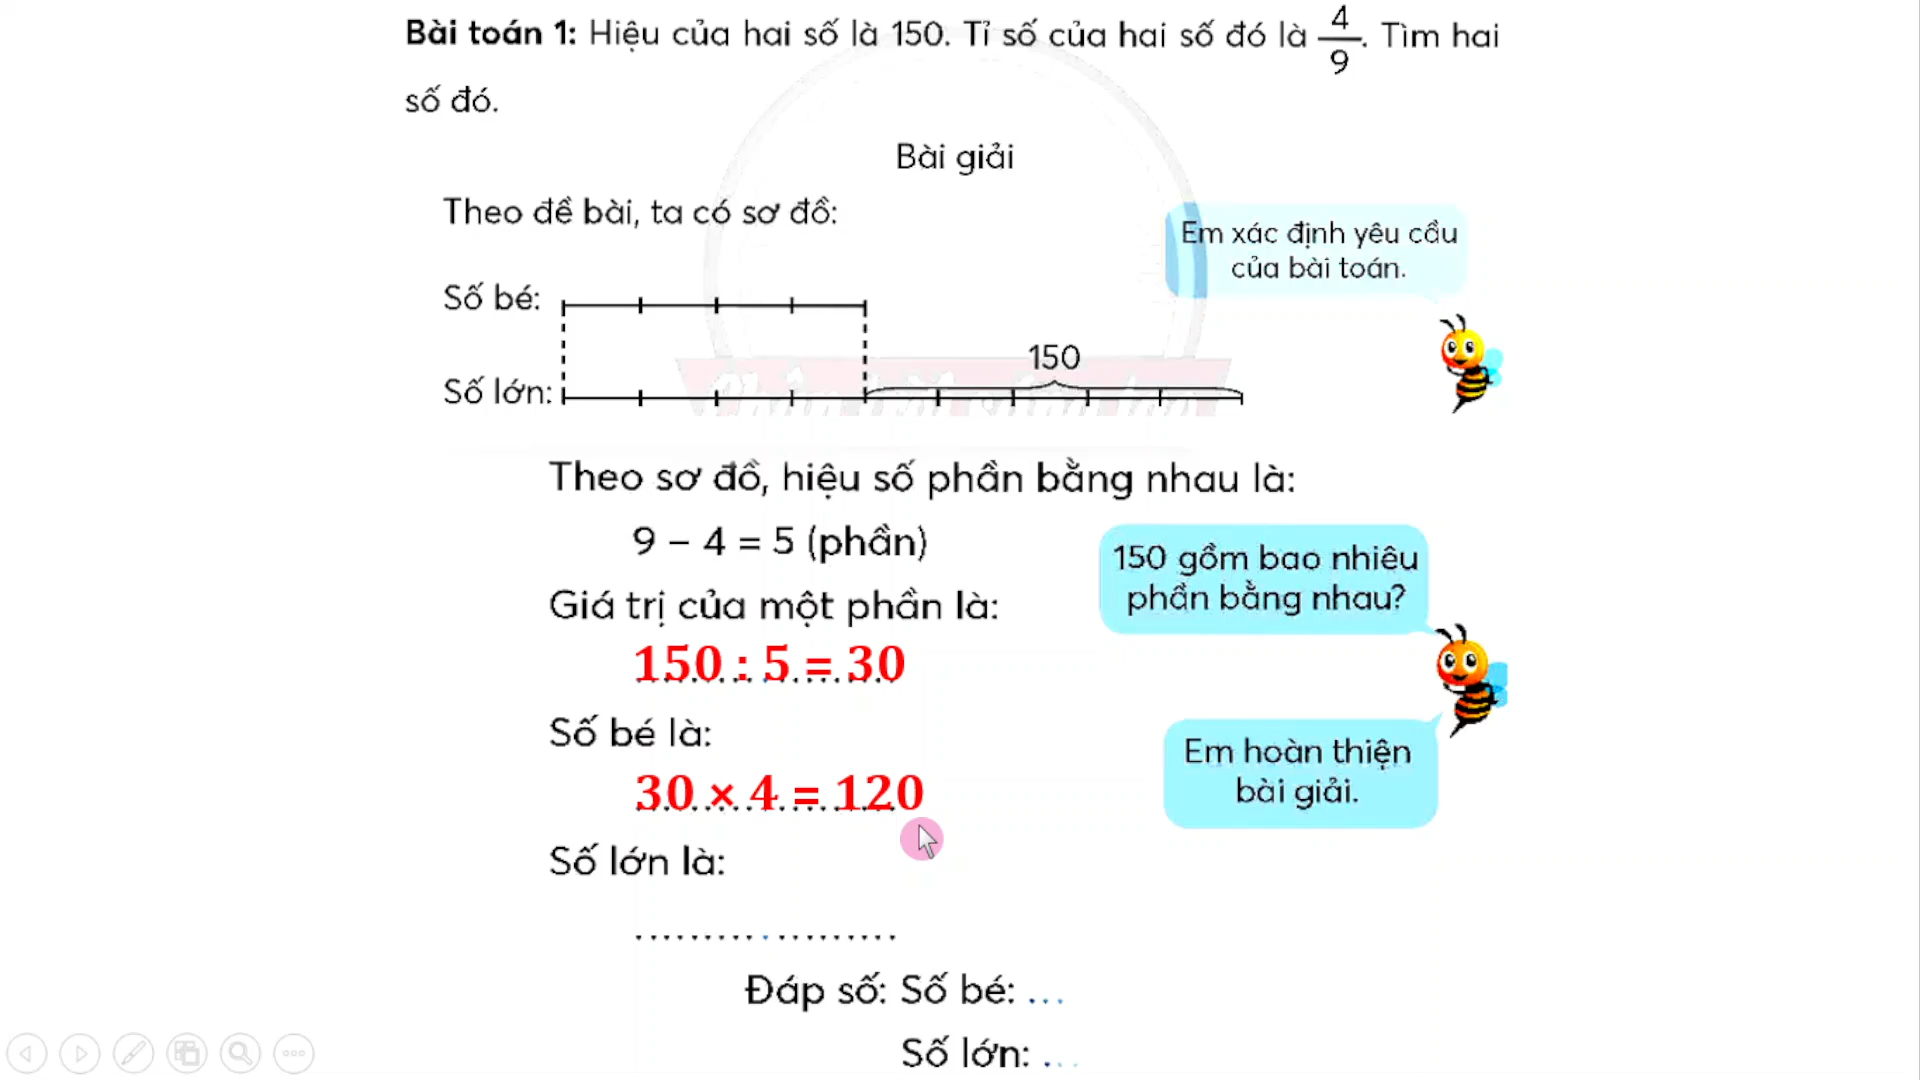 Bài toán 1: Hiệu của hai số là 150. Tỉ số của hai số đó là 4/9. Tìm hai
số đó.
Bài giải
Theo đề bài, ta có sơ đồ:
Em xác định yêu cầu
của bài toán.
Số bé:
150
Số lớn:
Theo sơ đồ, hiệu số phần bằng nhau là:
9 – 4 = 5 (phần)
150 gồm bao nhiêu
phần bằng nhau?
Giá trị của một phần là:
150 : 5 = 30
Số bé là:
30 × 4 = 120
Em hoàn thiện
bài giải.
Số lớn là:
...................
Đáp số: Số bé: ...
Số lớn: ...